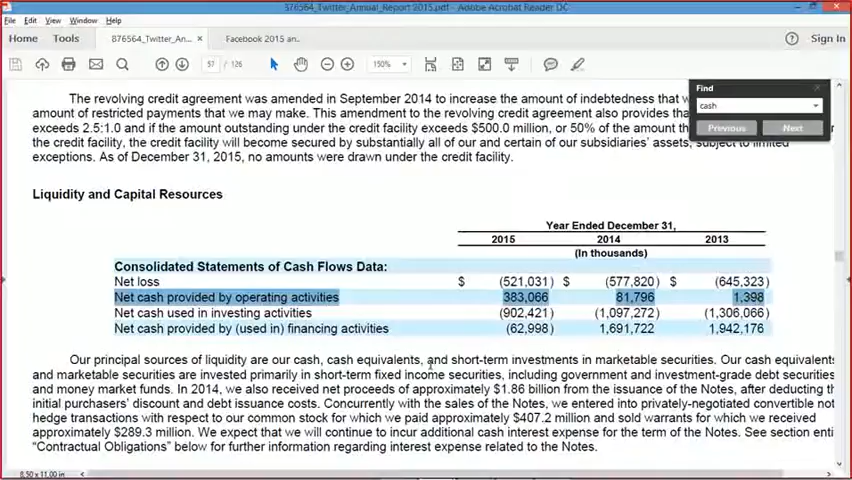 376564_Twitter_Annual_Report 2015.pdf - Adobe Acrobat Reader DC
File Edit View Window Help
Home Tools 876564_Twitter_An... × Facebook 2015 an.. Sign In
57 / 126 150%
Find
cash
Previous Next
The revolving credit agreement was amended in September 2014 to increase the amount of indebtedness that
amount of restricted payments that we may make. This amendment to the revolving credit agreement also provides tha
exceeds 2.5:1.0 and if the amount outstanding under the credit facility exceeds $500.0 million, or 50% of the amount
the credit facility, the credit facility will become secured by substantially all of our and certain of our subsidiaries' assets, subject to limited
exceptions. As of December 31, 2015, no amounts were drawn under the credit facility.
Liquidity and Capital Resources
Year Ended December 31,
2015 2014 2013
(In thousands)
Consolidated Statements of Cash Flows Data:
Net loss $ (521,031) $ (577,820) $ (645,323)
Net cash provided by operating activities 383,066 81,796 1,398
Net cash used in investing activities (902,421) (1,097,272) (1,306,066)
Net cash provided by (used in) financing activities (62,998) 1,691,722 1,942,176
Our principal sources of liquidity are our cash, cash equivalents, and short-term investments in marketable securities. Our cash equivalents
and marketable securities are invested primarily in short-term fixed income securities, including government and investment-grade debt securities
and money market funds. In 2014, we also received net proceeds of approximately $1.86 billion from the issuance of the Notes, after deducting th
initial purchasers' discount and debt issuance costs. Concurrently with the sales of the Notes, we entered into privately-negotiated convertible not
hedge transactions with respect to our common stock for which we paid approximately $407.2 million and sold warrants for which we received
approximately $289.3 million. We expect that we will continue to incur additional cash interest expense for the term of the Notes. See section enti
"Contractual Obligations" below for further information regarding interest expense related to the Notes.
8.50 x 11.00 in